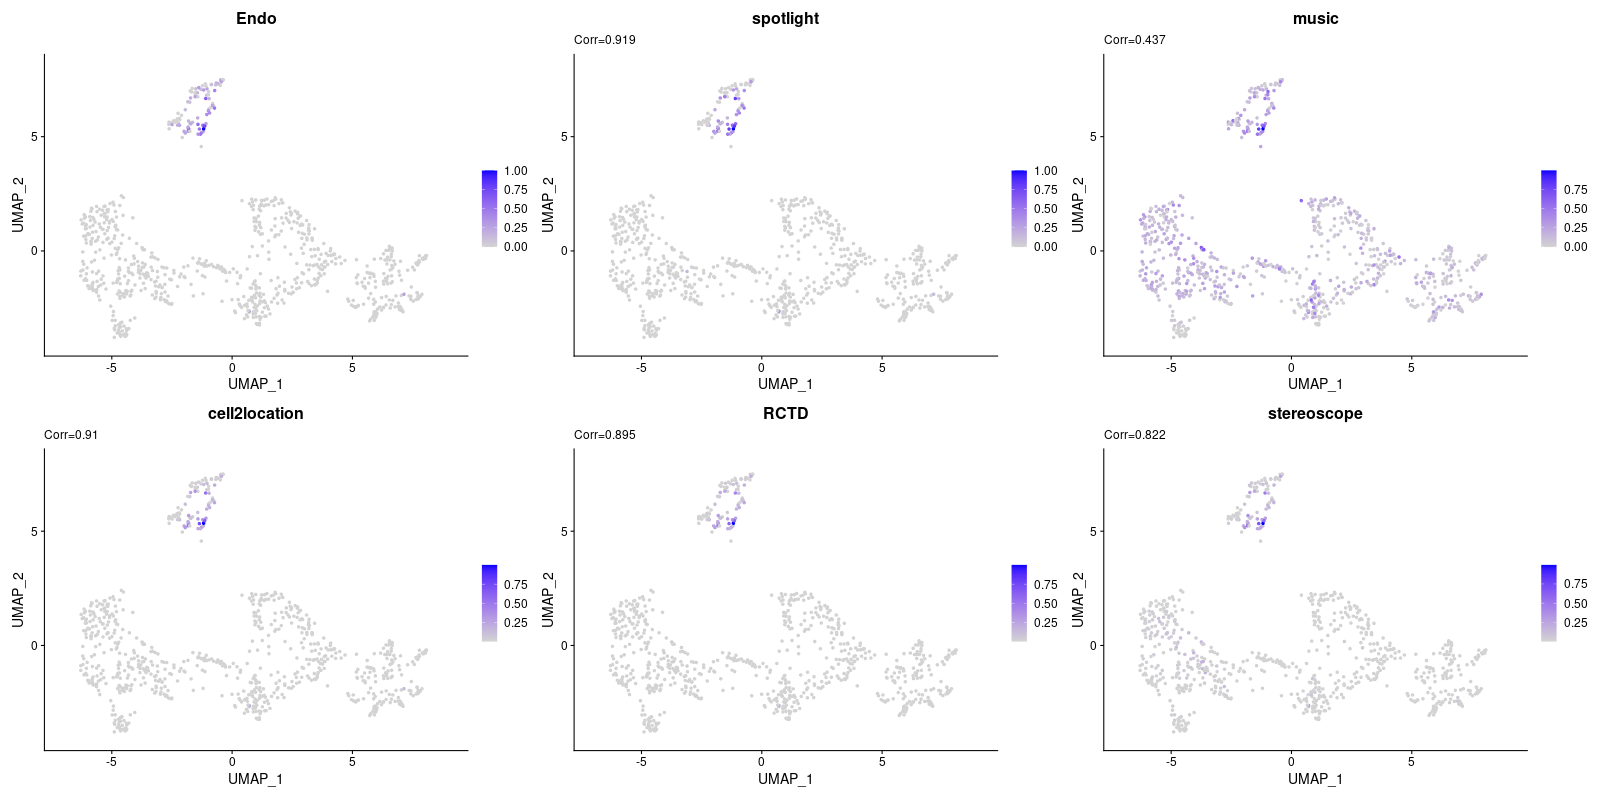 Endo
UMAP_2
5
0
-5
0
5
UMAP_1
1.00
0.75
0.50
0.25
0.00
spotlight
Corr=0.919
UMAP_2
5
0
-5
0
5
UMAP_1
1.00
0.75
0.50
0.25
0.00
music
Corr=0.437
UMAP_2
5
0
-5
0
5
UMAP_1
0.75
0.50
0.25
0.00
cell2location
Corr=0.91
UMAP_2
5
0
-5
0
5
UMAP_1
0.75
0.50
0.25
RCTD
Corr=0.895
UMAP_2
5
0
-5
0
5
UMAP_1
0.75
0.50
0.25
stereoscope
Corr=0.822
UMAP_2
5
0
-5
0
5
UMAP_1
0.75
0.50
0.25